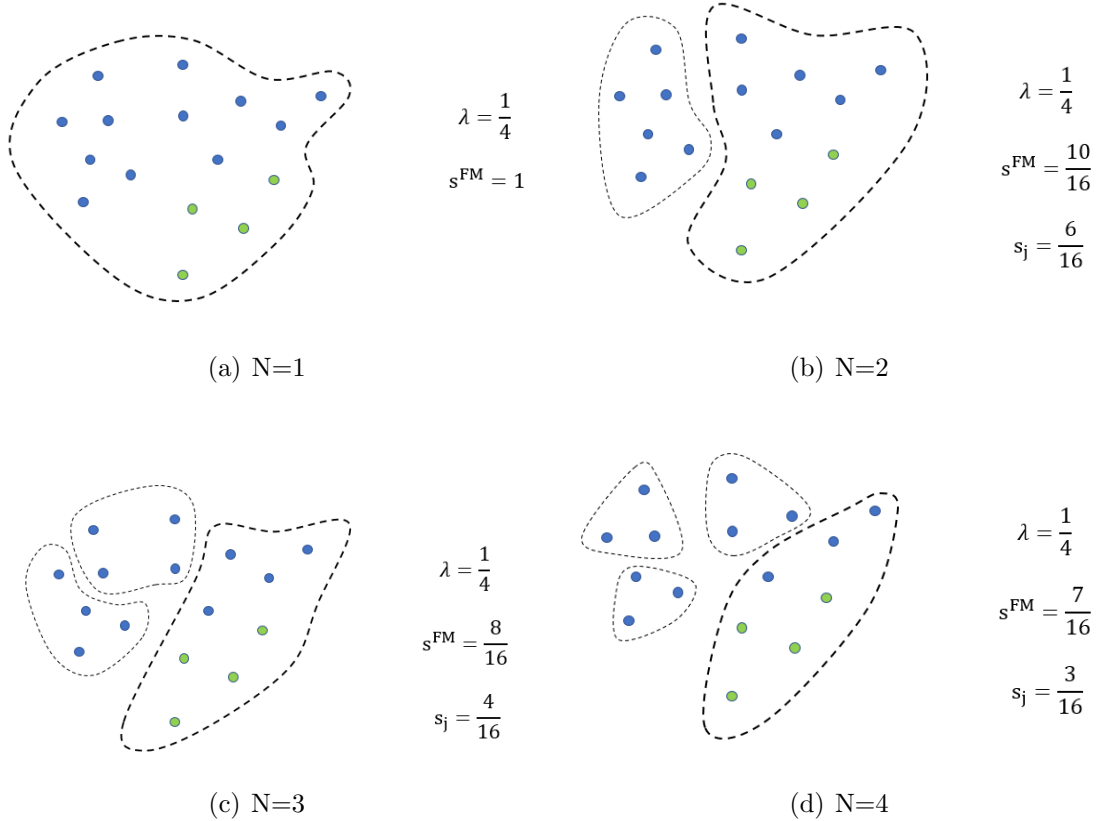 λ = 1/4
s^FM = 1
(a) N=1
λ = 1/4
s^FM = 10/16
s_j = 6/16
(b) N=2
λ = 1/4
s^FM = 8/16
s_j = 4/16
(c) N=3
λ = 1/4
s^FM = 7/16
s_j = 3/16
(d) N=4